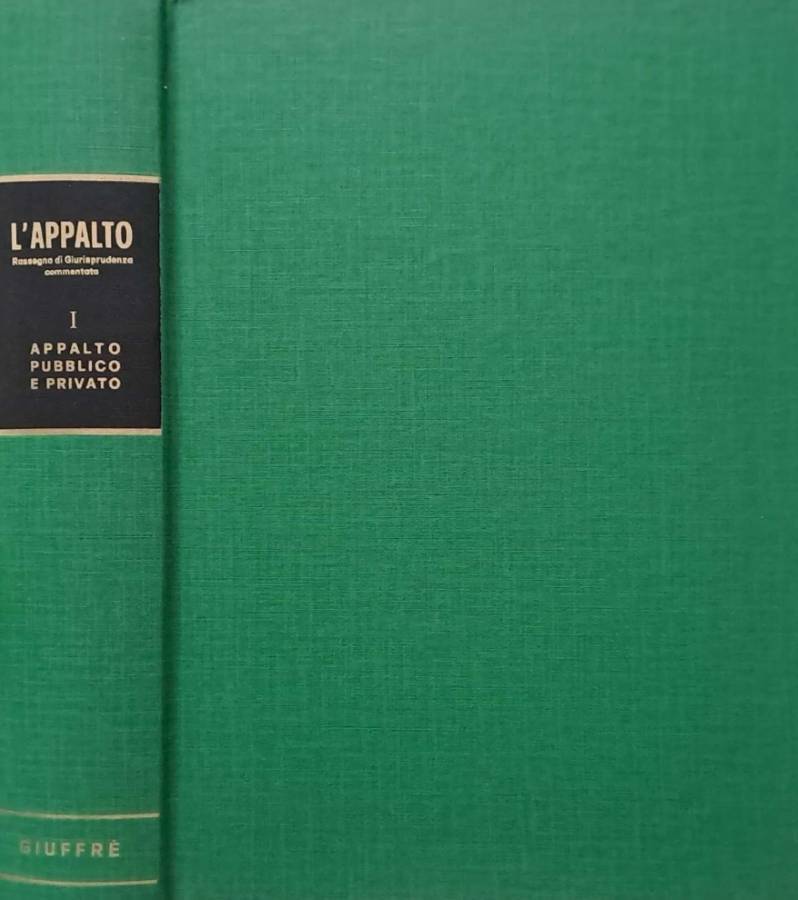 L'APPALTO
Rassegna di Giurisprudenza
commentata
I
APPALTO
PUBBLICO
E PRIVATO
GIUFFRÈ